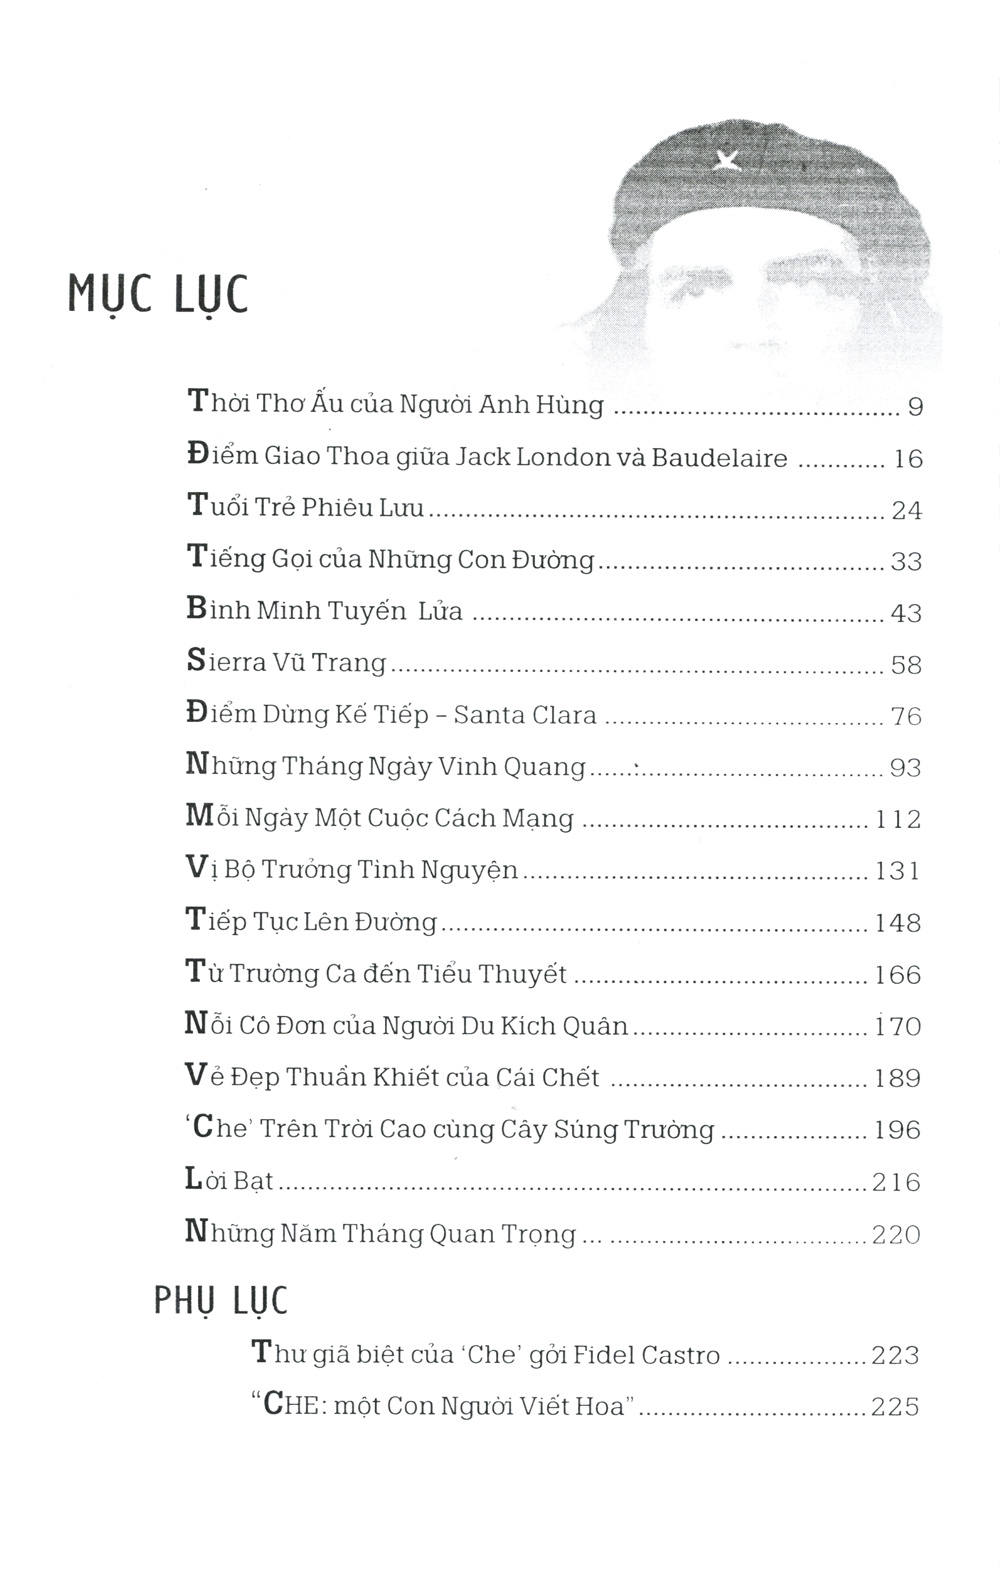 MỤC LỤC
Thời Thơ Ấu của Người Anh Hùng ........................................ 9
Điểm Giao Thoa giữa Jack London và Baudelaire ............ 16
Tuổi Trẻ Phiêu Lưu.............................................................. 24
Tiếng Gọi của Những Con Đường....................................... 33
Bình Minh Tuyến Lửa ........................................................ 43
Sierra Vũ Trang................................................................... 58
Điểm Dừng Kế Tiếp – Santa Clara ...................................... 76
Những Tháng Ngày Vinh Quang........................................ 93
Mỗi Ngày Một Cuộc Cách Mạng ....................................... 112
Vị Bộ Trưởng Tình Nguyện............................................... 131
Tiếp Tục Lên Đường.......................................................... 148
Từ Trường Ca đến Tiểu Thuyết ........................................ 166
Nỗi Cô Đơn của Người Du Kích Quân................................ 170
Vẻ Đẹp Thuần Khiết của Cái Chết ................................... 189
‘Che’ Trên Trời Cao cùng Cây Súng Trường .................... 196
Lời Bạt................................................................................ 216
Những Năm Tháng Quan Trọng ... ................................... 220
PHỤ LỤC
Thư giã biệt của ‘Che’ gởi Fidel Castro ................... 223
“CHE: một Con Người Viết Hoa”............................... 225